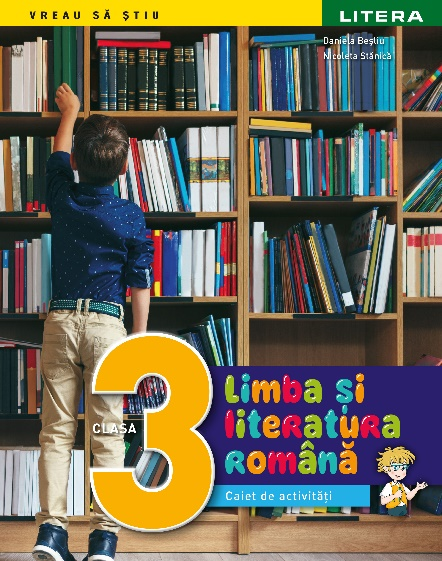 VREAU SĂ ȘTIU
LITERA
Daniela Beșliu
Nicoleta Stănică
CLASA
3
Limba și
literatura
română
Caiet de activități